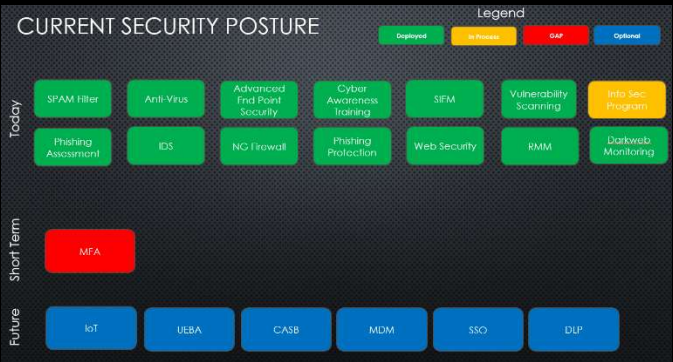 CURRENT SECURITY POSTURE
Legend
Deployed
In Process
GAP
Optional
Today
SPAM Filter
Anti-Virus
Advanced
End Point
Security
Cyber
Awareness
Training
SIEM
Vulnerability
Scanning
Info Sec
Program
Phishing
Assessment
IDS
NG Firewall
Phishing
Protection
Web Security
RMM
Darkweb
Monitoring
Short Term
MFA
Future
IoT
UEBA
CASB
MDM
SSO
DLP